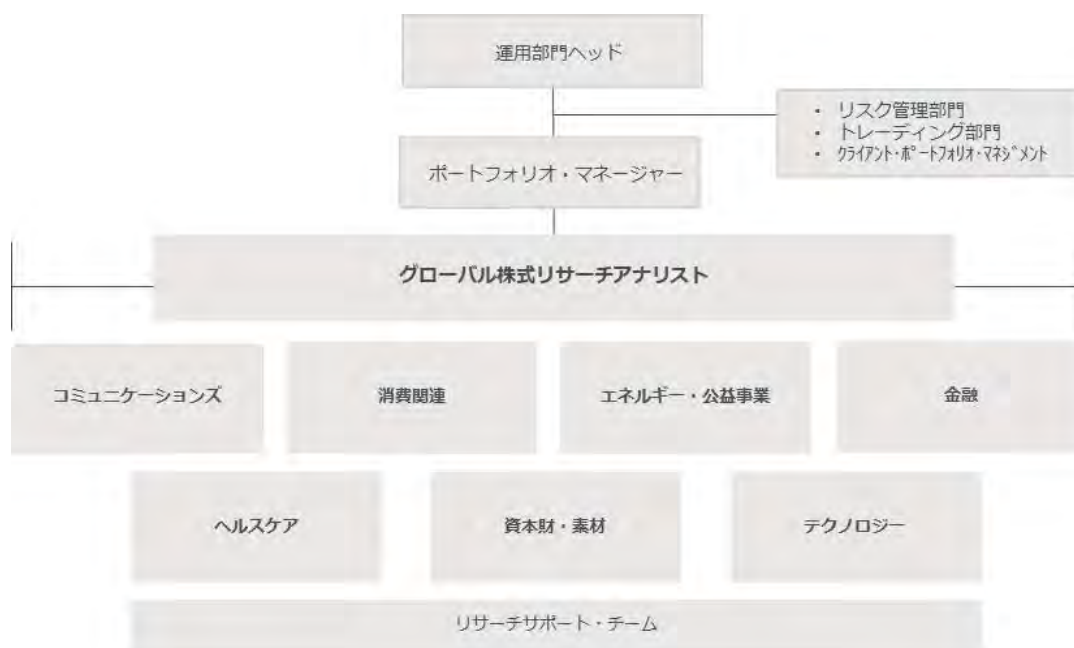 運用部門ヘッド
・ リスク管理部門
・ トレーディング部門
・ クライアント・ポートフォリオ・マネジメント
ポートフォリオ・マネージャー
グローバル株式リサーチアナリスト
コミュニケーションズ
消費関連
エネルギー・公益事業
金融
ヘルスケア
資本財・素材
テクノロジー
リサーチサポート・チーム